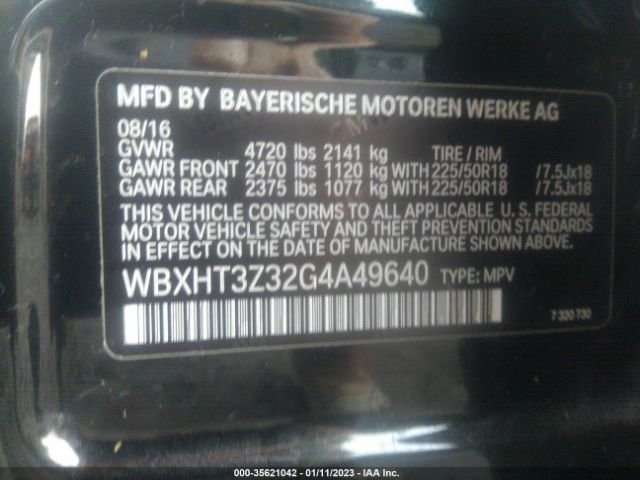 MFD BY BAYERISCHE MOTOREN WERKE AG
08/16
GVWR 4720 lbs 2141 kg TIRE / RIM
GAWR FRONT 2470 lbs 1120 kg WITH 225/50R18 /7.5Jx18
GAWR REAR 2375 lbs 1077 kg WITH 225/50R18 /7.5Jx18
THIS VEHICLE CONFORMS TO ALL APPLICABLE U. S. FEDERAL
MOTOR VEHICLE SAFETY AND THEFT PREVENTION STANDARDS
IN EFFECT ON THE DATE OF MANUFACTURE SHOWN ABOVE.
WBXHT3Z32G4A49640 TYPE: MPV
7 320 730
000-35621042 - 01/11/2023 - IAA Inc.